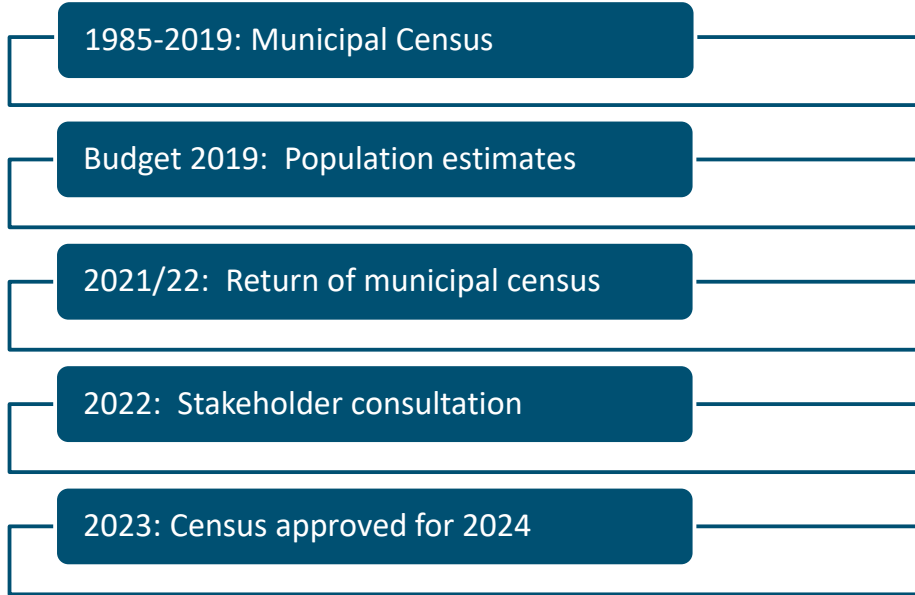 1985-2019: Municipal Census
Budget 2019:  Population estimates
2021/22:  Return of municipal census
2022:  Stakeholder consultation
2023: Census approved for 2024